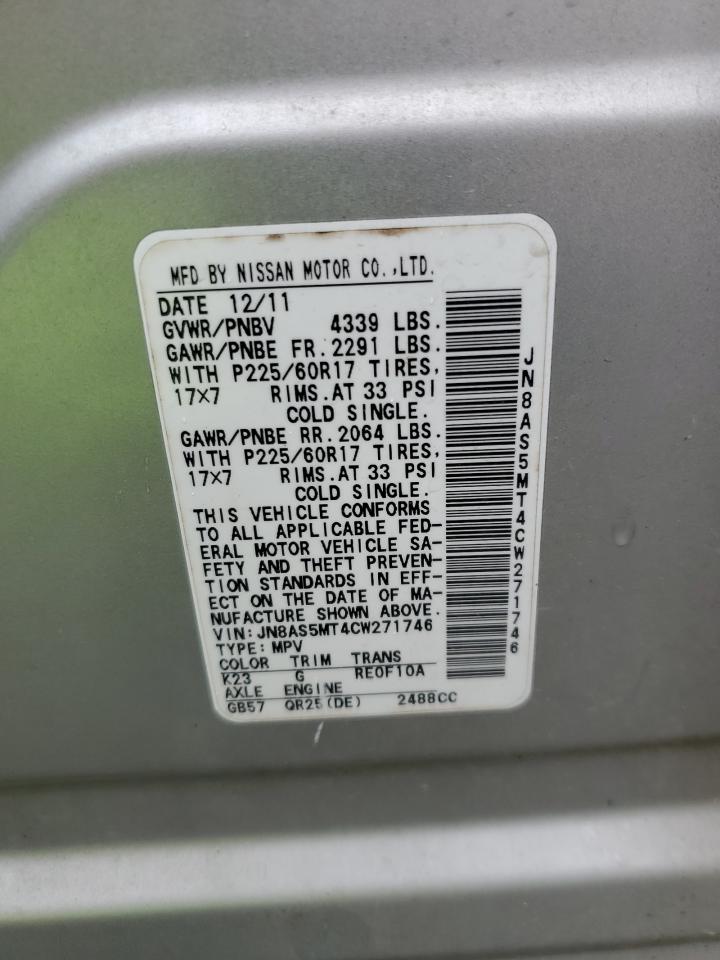 MFD BY NISSAN MOTOR CO.,LTD.
DATE 12/11
GVWR/PNBV 4339 LBS.
GAWR/PNBE FR.2291 LBS.
WITH P225/60R17 TIRES,
17×7 RIMS.AT 33 PSI
COLD SINGLE.
GAWR/PNBE RR.2064 LBS.
WITH P225/60R17 TIRES,
17×7 RIMS.AT 33 PSI
COLD SINGLE.
THIS VEHICLE CONFORMS
TO ALL APPLICABLE FED-
ERAL MOTOR VEHICLE SA-
FETY AND THEFT PREVEN-
TION STANDARDS IN EFF-
ECT ON THE DATE OF MA-
NUFACTURE SHOWN ABOVE.
VIN:JN8AS5MT4CW271746
TYPE:MPV
COLOR TRIM TRANS
K23 G RE0F10A
AXLE ENGINE
GB57 QR25(DE) 2488CC
JN8AS5MT4CW271746